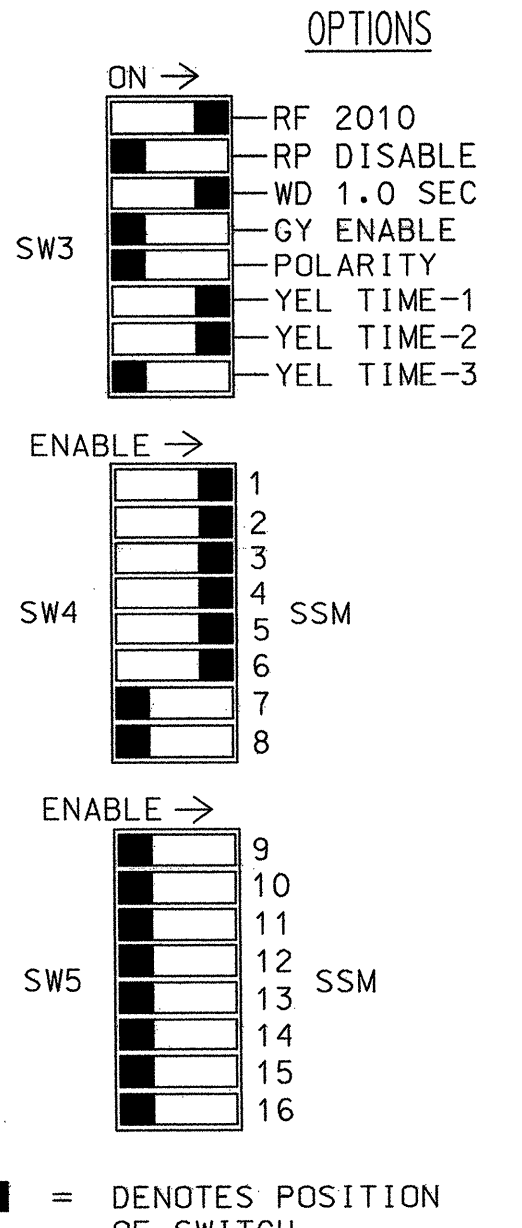 OPTIONS
ON →
RF 2010
RP DISABLE
WD 1.0 SEC
GY ENABLE
SW3
POLARITY
YEL TIME-1
YEL TIME-2
YEL TIME-3
ENABLE →
1
2
3
4
SW4 SSM
5
6
7
8
ENABLE →
9
10
11
12
SW5 SSM
13
14
15
16
= DENOTES POSITION
OF SWITCH